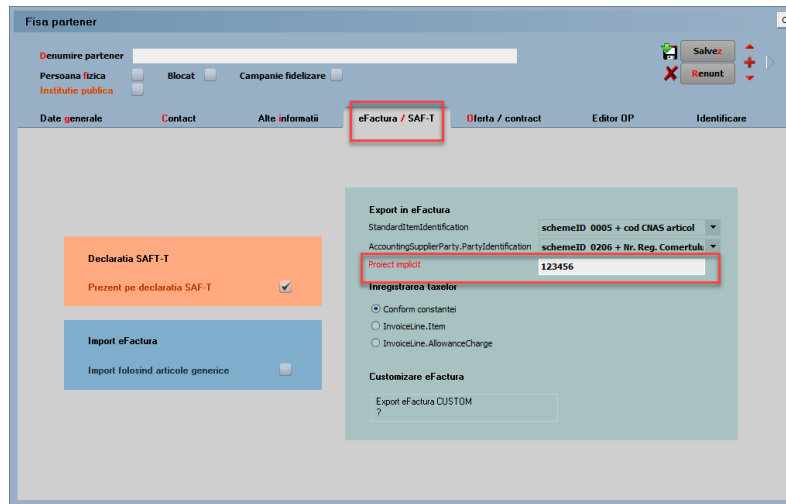 Fisa partener
Denumire partener
Salvez
Persoana fizica
Blocat
Campanie fidelizare
Renunt
Institutie publica
Date generale
Contact
Alte informatii
eFactura / SAF-T
Oferta / contract
Editor OP
Identificare
Export in eFactura
StandardItemIdentification
schemeID 0005 + cod CNAS articol
AccountingSupplierParty.PartyIdentification
schemeID 0206 + Nr. Reg. Comertulu
Proiect implicit
123456
Declaratia SAFT-T
Prezent pe declaratia SAF-T
Inregistrarea taxelor
Conform constantei
InvoiceLine.Item
InvoiceLine.AllowanceCharge
Import eFactura
Import folosind articole generice
Customizare eFactura
Export eFactura CUSTOM
?